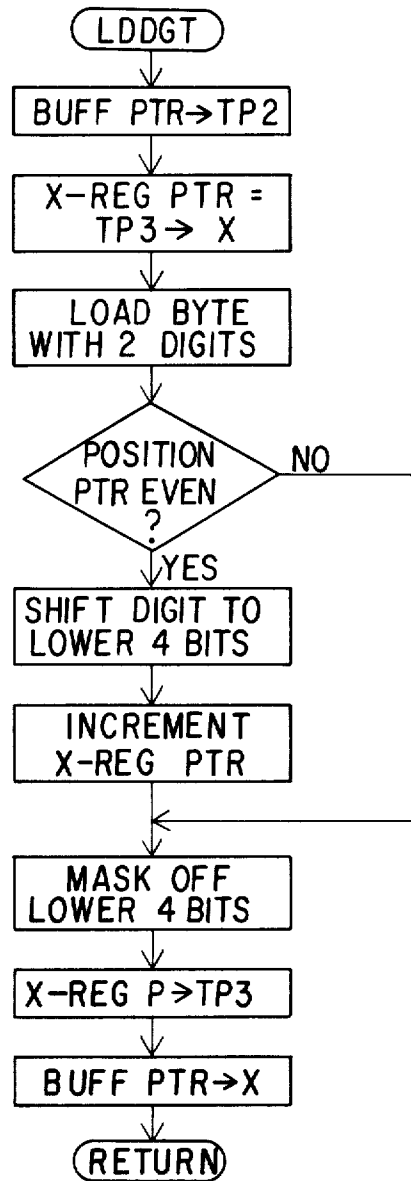 LDDGT
BUFF PTR→TP2
X-REG PTR =
TP3→ X
LOAD BYTE
WITH 2 DIGITS
POSITION
PTR EVEN
?
NO
YES
SHIFT DIGIT TO
LOWER 4 BITS
INCREMENT
X-REG PTR
MASK OFF
LOWER 4 BITS
X-REG P→TP3
BUFF PTR→X
RETURN